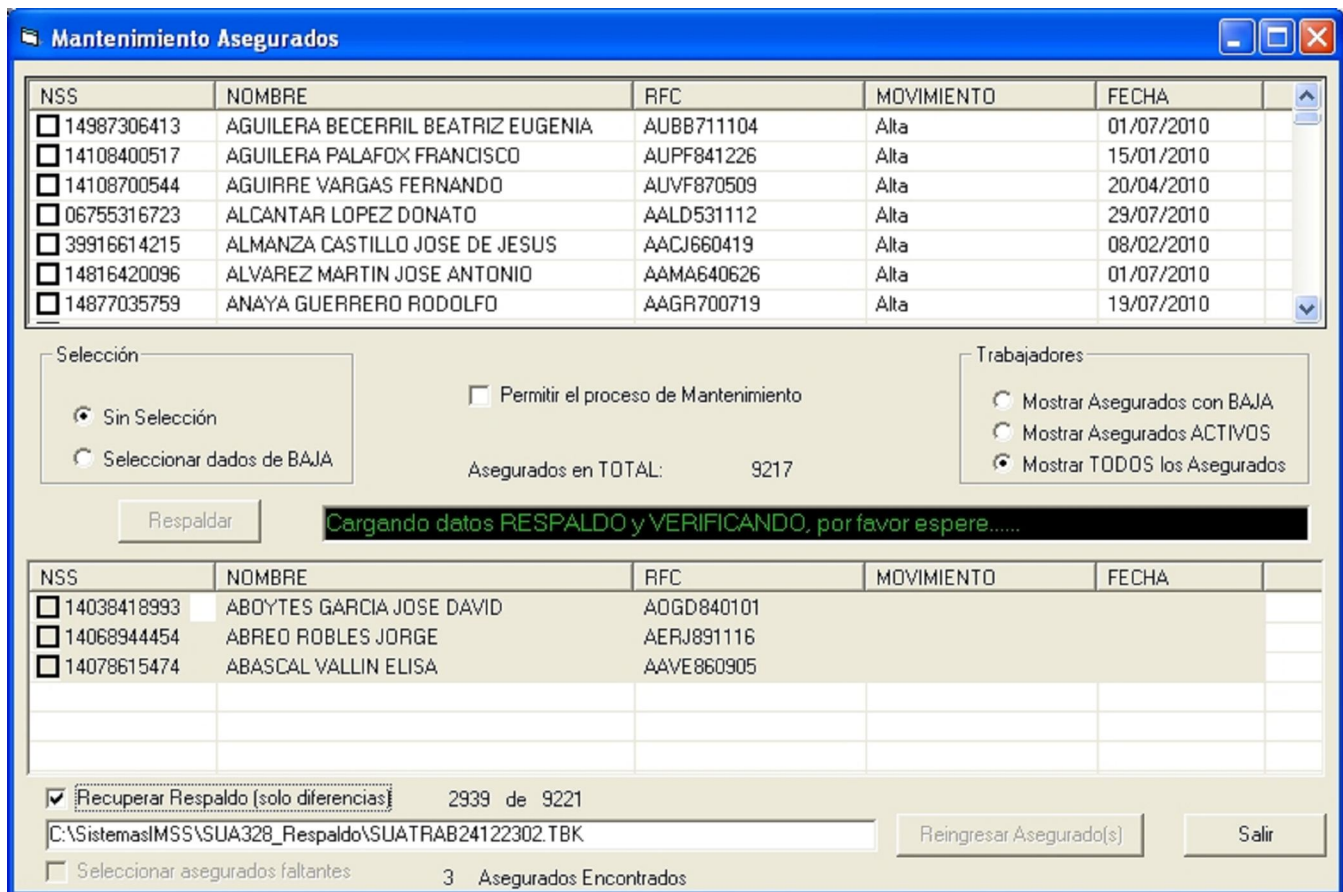 Mantenimiento Asegurados
NSS NOMBRE RFC MOVIMIENTO FECHA
14987306413 AGUILERA BECERRIL BEATRIZ EUGENIA AUBB711104 Alta 01/07/2010
14108400517 AGUILERA PALAFOX FRANCISCO AUPF841226 Alta 15/01/2010
14108700544 AGUIRRE VARGAS FERNANDO AUVF870509 Alta 20/04/2010
06755316723 ALCANTAR LOPEZ DONATO AALD531112 Alta 29/07/2010
39916614215 ALMANZA CASTILLO JOSE DE JESUS AACJ660419 Alta 08/02/2010
14816420096 ALVAREZ MARTIN JOSE ANTONIO AAMA640626 Alta 01/07/2010
14877035759 ANAYA GUERRERO RODOLFO AAGR700719 Alta 19/07/2010
Selección
Sin Selección
Seleccionar dados de BAJA
Permitir el proceso de Mantenimiento
Asegurados en TOTAL: 9217
Trabajadores
Mostrar Asegurados con BAJA
Mostrar Asegurados ACTIVOS
Mostrar TODOS los Asegurados
Respaldar
Cargando datos RESPALDO y VERIFICANDO, por favor espere......
NSS NOMBRE RFC MOVIMIENTO FECHA
14038418993 ABOYTES GARCIA JOSE DAVID AOGD840101
14068944454 ABREO ROBLES JORGE AERJ891116
14078615474 ABASCAL VALLIN ELISA AAVE860905
Recuperar Respaldo (solo diferencias) 2939 de 9221
C:\SistemasIMSS\SUA328_Respaldo\SUATRAB24122302.TBK
Reingresar Asegurado(s)
Salir
Seleccionar asegurados faltantes
3 Asegurados Encontrados